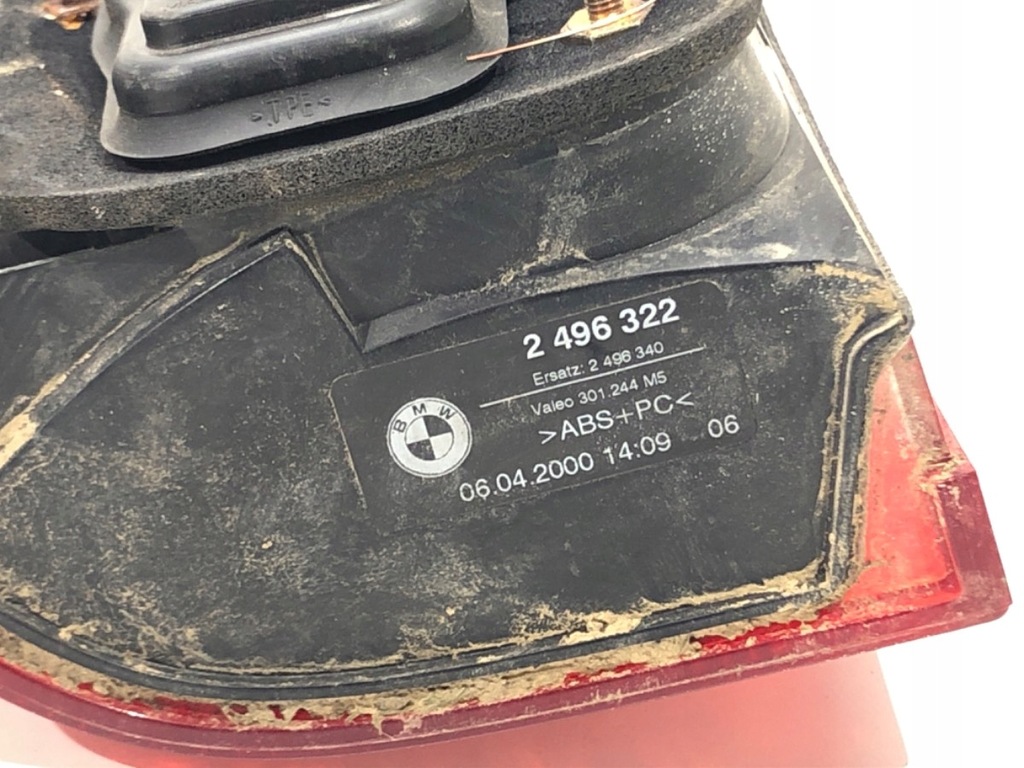 >TPE<
2 496 322
Ersatz: 2 496 340
Valeo 301.244 M5
>ABS+PC<
BMW
06.04.2000 14:09 06